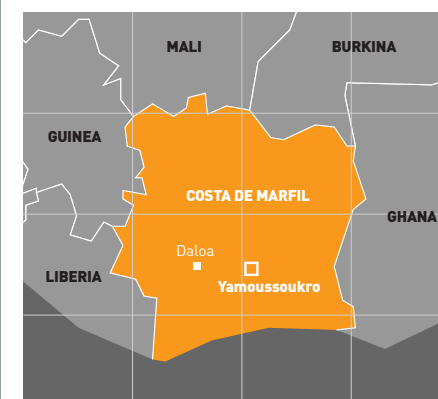 MALI
BURKINA
GUINEA
COSTA DE MARFIL
GHANA
Daloa
LIBERIA
Yamoussoukro